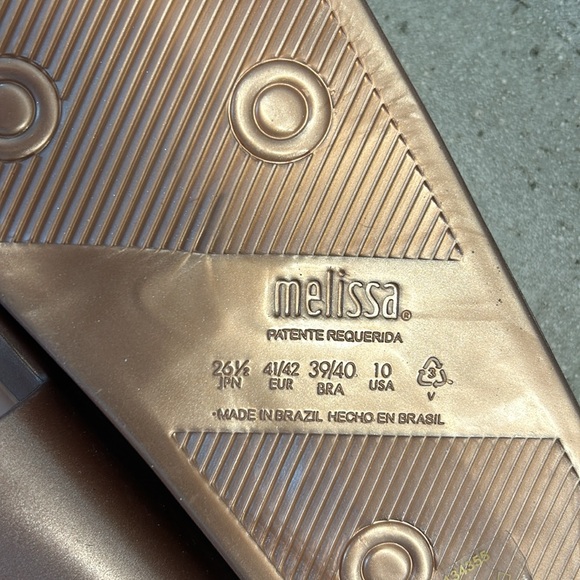 melissa®
PATENTE REQUERIDA
26½ 41/42 39/40 10
JPN EUR BRA USA
3
V
·MADE IN BRAZIL HECHO EN BRASIL